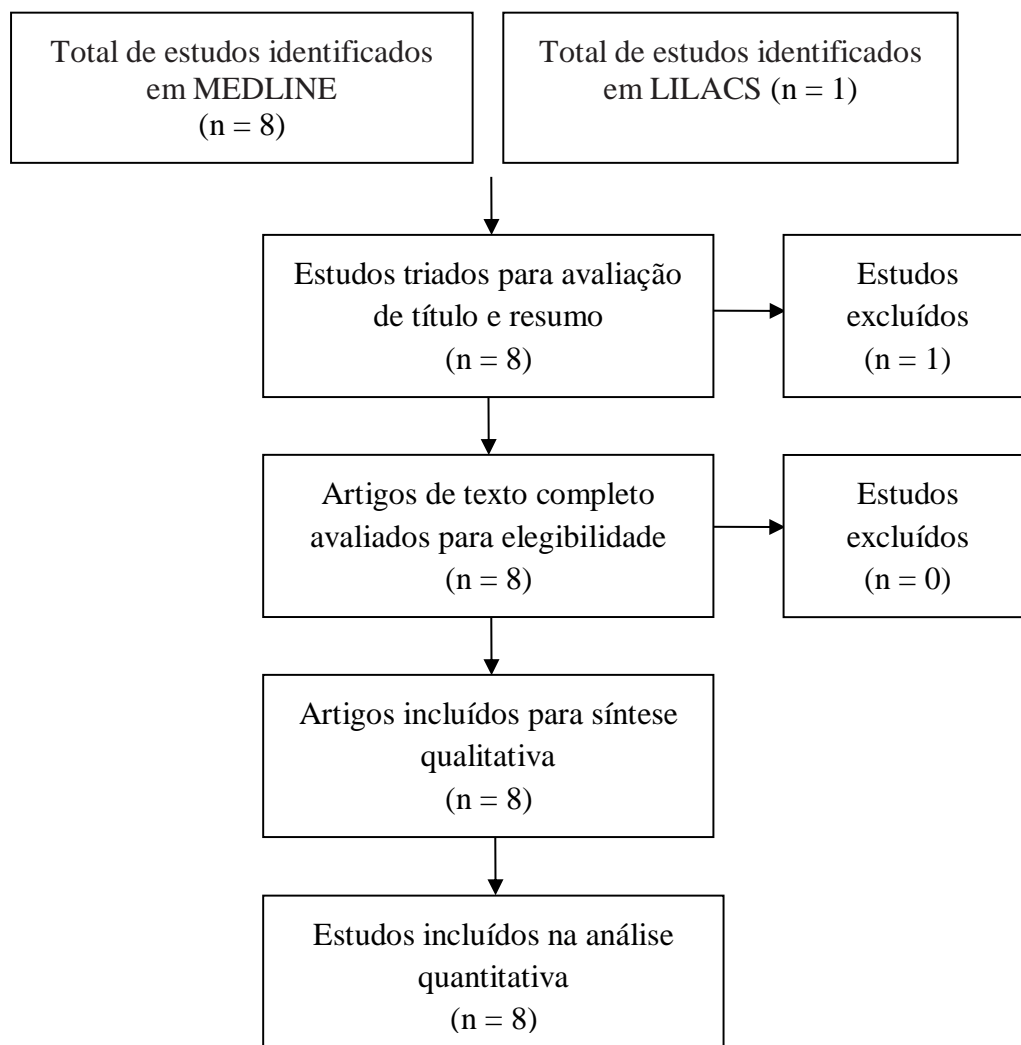 Total de estudos identificados
em MEDLINE
(n = 8)
Total de estudos identificados
em LILACS (n = 1)
Estudos triados para avaliação
de título e resumo
(n = 8)
Estudos
excluídos
(n = 1)
Artigos de texto completo
avaliados para elegibilidade
(n = 8)
Estudos
excluídos
(n = 0)
Artigos incluídos para síntese
qualitativa
(n = 8)
Estudos incluídos na análise
quantitativa
(n = 8)